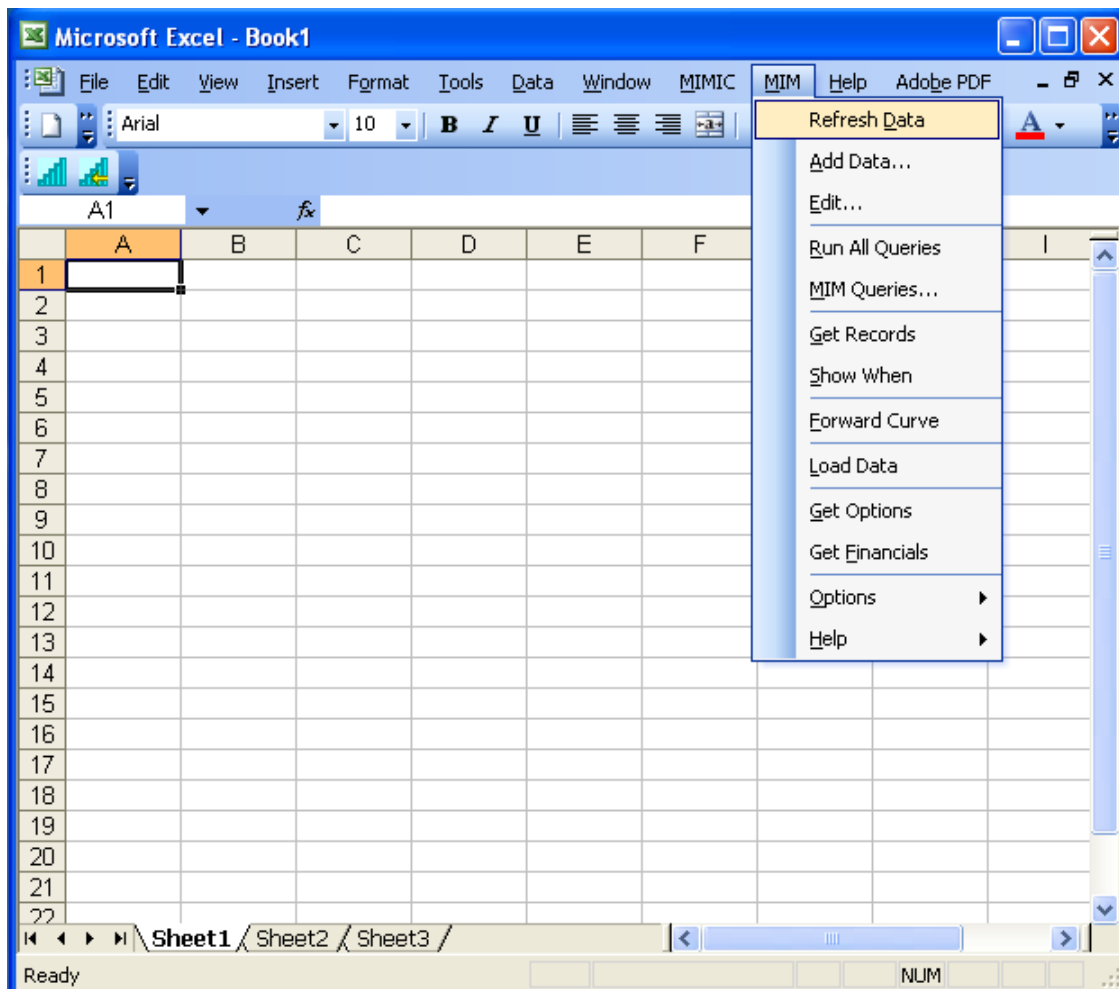 Microsoft Excel - Book1
File Edit View Insert Format Tools Data Window MIMIC MIM Help Adobe PDF
Arial 10 B I U a A
A1 fx
A B C D E F I
1
2
3
4
5
6
7
8
9
10
11
12
13
14
15
16
17
18
19
20
21
22
Refresh Data
Add Data...
Edit...
Run All Queries
MIM Queries...
Get Records
Show When
Forward Curve
Load Data
Get Options
Get Financials
Options
Help
Sheet1 Sheet2 Sheet3
Ready NUM